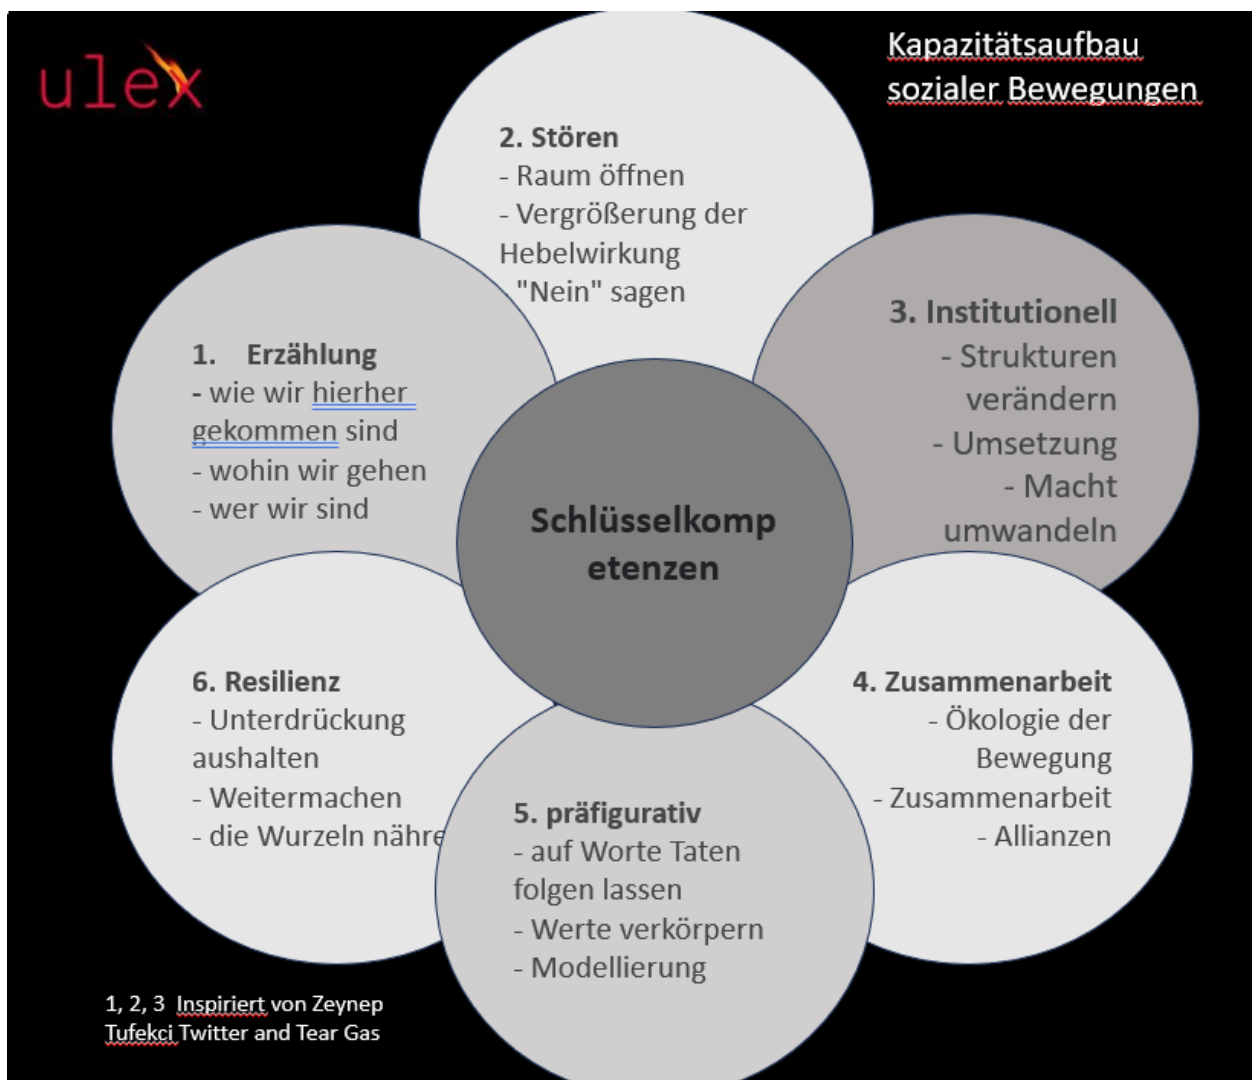 ulex
Kapazitätsaufbau
sozialer Bewegungen
1. Erzählung
- wie wir hierher
gekommen sind
- wohin wir gehen
- wer wir sind
2. Stören
- Raum öffnen
- Vergrößerung der
Hebelwirkung
"Nein" sagen
3. Institutionell
- Strukturen
verändern
- Umsetzung
- Macht
umwandeln
Schlüsselkomp
etenzen
4. Zusammenarbeit
- Ökologie der
Bewegung
- Zusammenarbeit
- Allianzen
5. präfigurativ
- auf Worte Taten
folgen lassen
- Werte verkörpern
- Modellierung
6. Resilienz
- Unterdrückung
aushalten
- Weitermachen
- die Wurzeln nähre
1, 2, 3 Inspiriert von Zeynep
Tufekci Twitter and Tear Gas